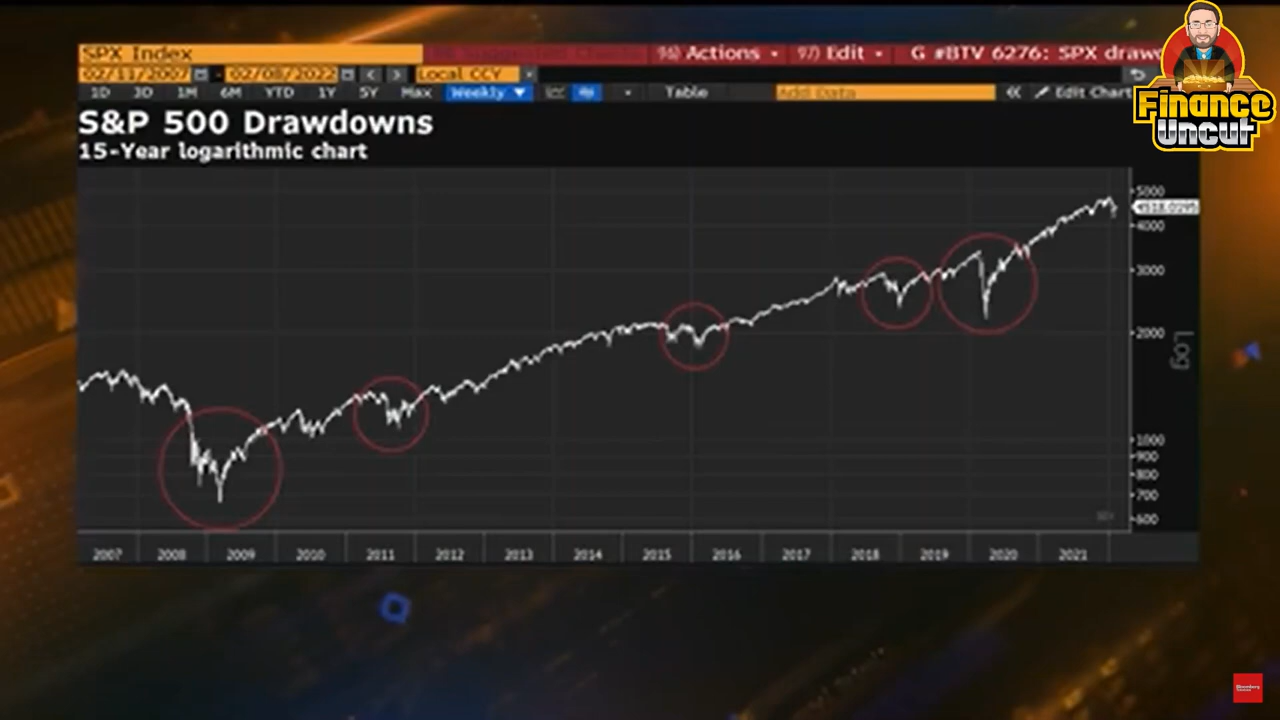 SPX Index
96) Actions
97) Edit
G #BTV 6276: SPX draw
02/11/2007 - 02/08/2022
Local CCY
1D 3D 1M 6M YTD 1Y 5Y Max Weekly
Table
Add Data
Edit Chart
S&P 500 Drawdowns
15-Year logarithmic chart
Finance
Uncut
5000
4000
3000
2000
Log
1000
900
800
700
600
2007 2008 2009 2010 2011 2012 2013 2014 2015 2016 2017 2018 2019 2020 2021
Bloomberg